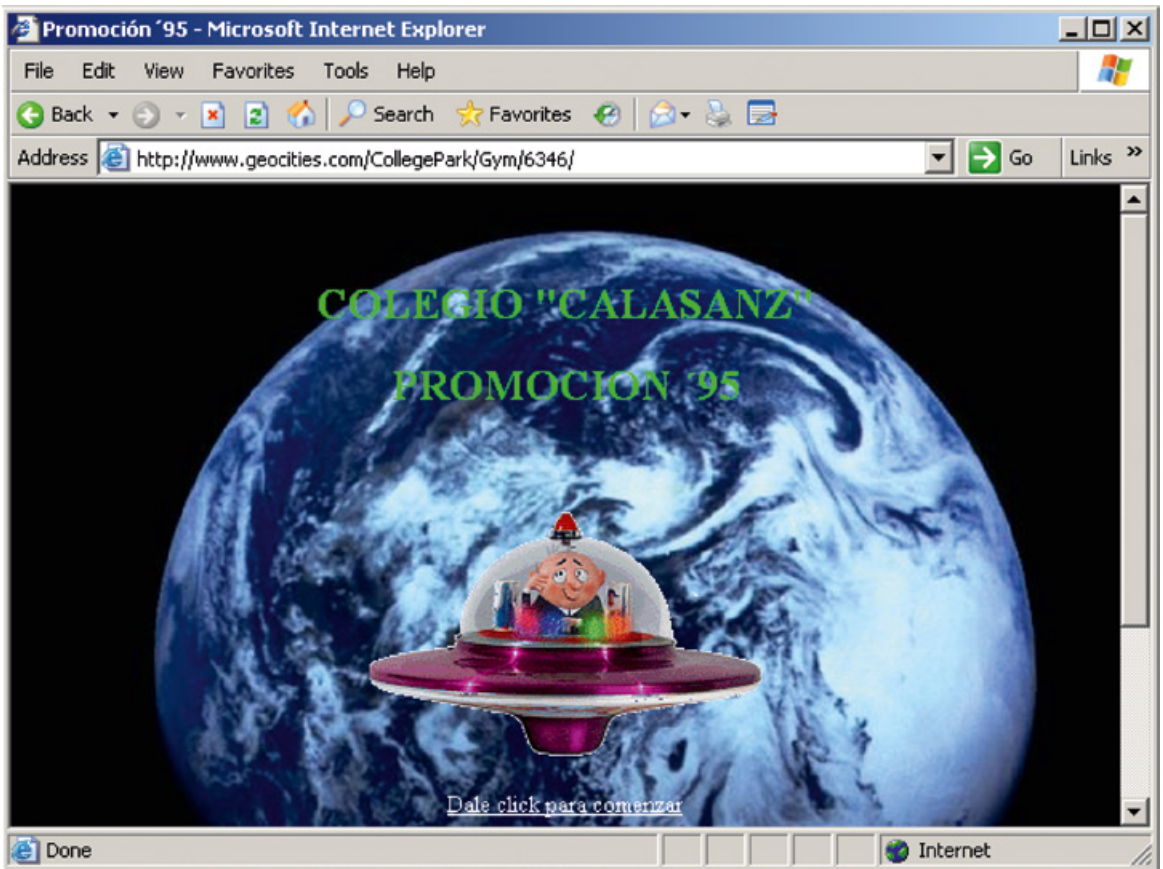 Promoción ´95 - Microsoft Internet Explorer
File Edit View Favorites Tools Help
Back Search Favorites
Address http://www.geocities.com/CollegePark/Gym/6346/ Go Links »
COLEGIO "CALASANZ"
PROMOCION ´95
Dale click para comenzar
Done Internet